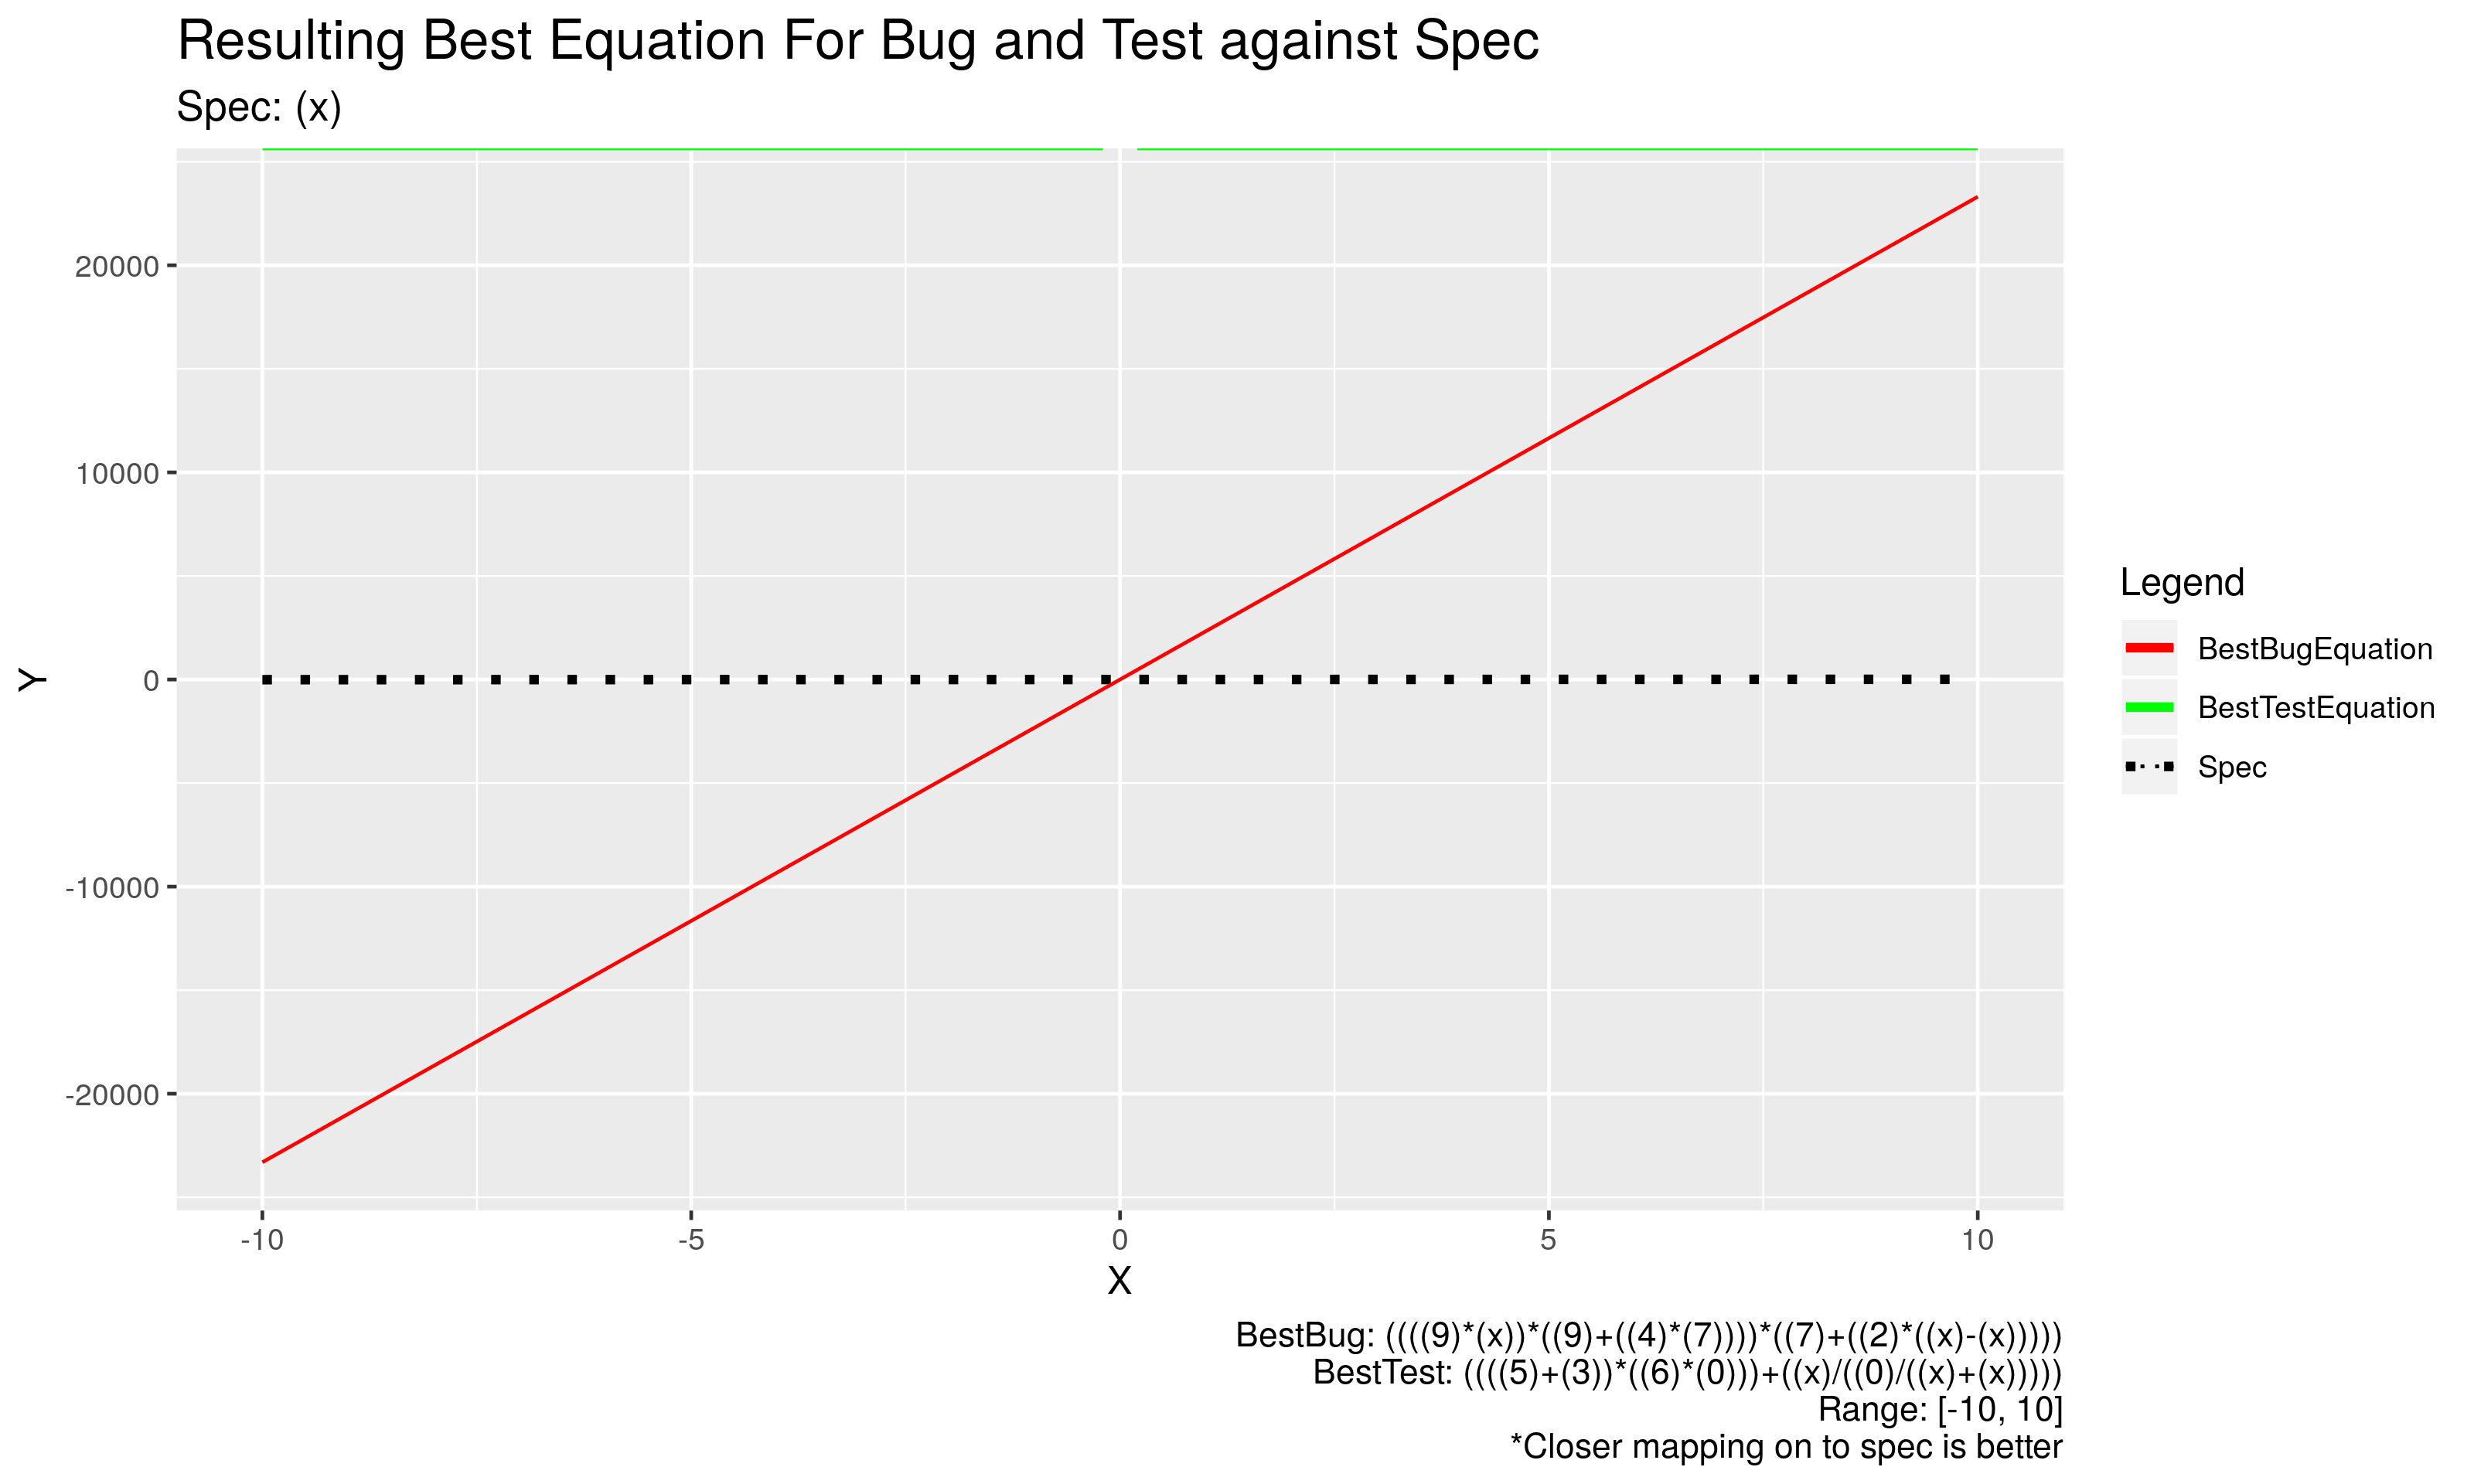 Resulting Best Equation For Bug and Test against Spec
Spec: (x)
20000
10000
0
-10000
-20000
Y
-10
-5
0
5
10
X
Legend
BestBugEquation
BestTestEquation
Spec
BestBug: ((((9)*(x))*((9)+((4)*(7))))*((7)+((2)*((x)-(x)))))
BestTest: ((((5)+(3))*((6)*(0)))+((x)/((0)/((x)+(x)))))
Range: [-10, 10]
*Closer mapping on to spec is better